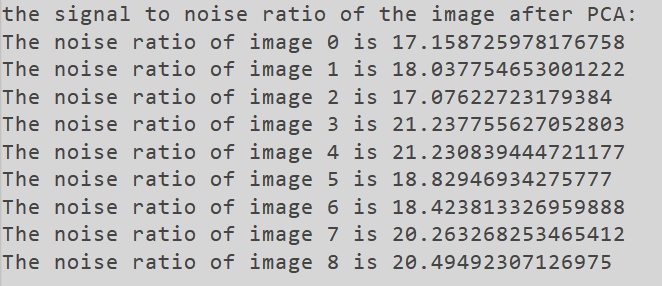 the signal to noise ratio of the image after PCA:
The noise ratio of image 0 is 17.158725978176758
The noise ratio of image 1 is 18.037754653001222
The noise ratio of image 2 is 17.07622723179384
The noise ratio of image 3 is 21.237755627052803
The noise ratio of image 4 is 21.230839444721177
The noise ratio of image 5 is 18.82946934275777
The noise ratio of image 6 is 18.423813326959888
The noise ratio of image 7 is 20.263268253465412
The noise ratio of image 8 is 20.49492307126975